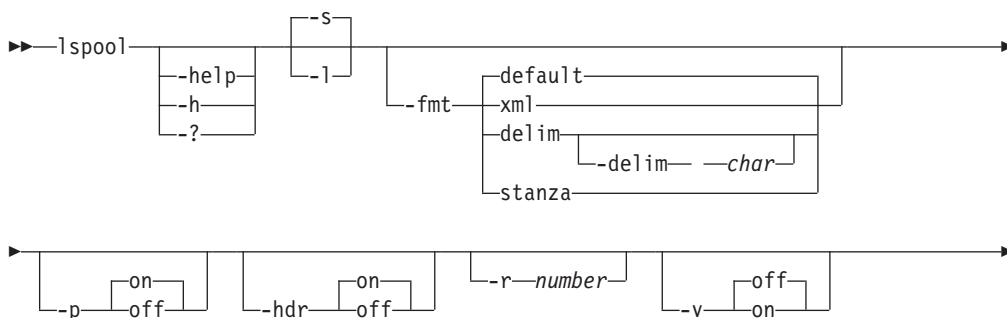 -s
lspool
-help
-l
default
-h
-fmt
xml
-?
delim
-delim char
stanza
on
on
-r number
off
-p
off
-hdr
off
-v
on